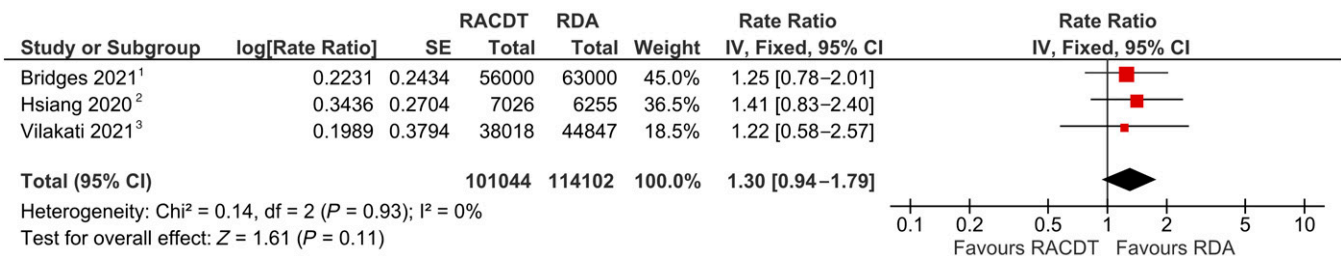 RACDT RDA Rate Ratio Rate Ratio
Study or Subgroup log[Rate Ratio] SE Total Total Weight IV, Fixed, 95% CI IV, Fixed, 95% CI
Bridges 2021¹ 0.2231 0.2434 56000 63000 45.0% 1.25 [0.78–2.01]
Hsiang 2020 ² 0.3436 0.2704 7026 6255 36.5% 1.41 [0.83–2.40]
Vilakati 2021³ 0.1989 0.3794 38018 44847 18.5% 1.22 [0.58–2.57]
Total (95% CI) 101044 114102 100.0% 1.30 [0.94–1.79]
Heterogeneity: Chi² = 0.14, df = 2 (P = 0.93); I² = 0%
Test for overall effect: Z = 1.61 (P = 0.11)
0.1 0.2 0.5 1 2 5 10
Favours RACDT Favours RDA